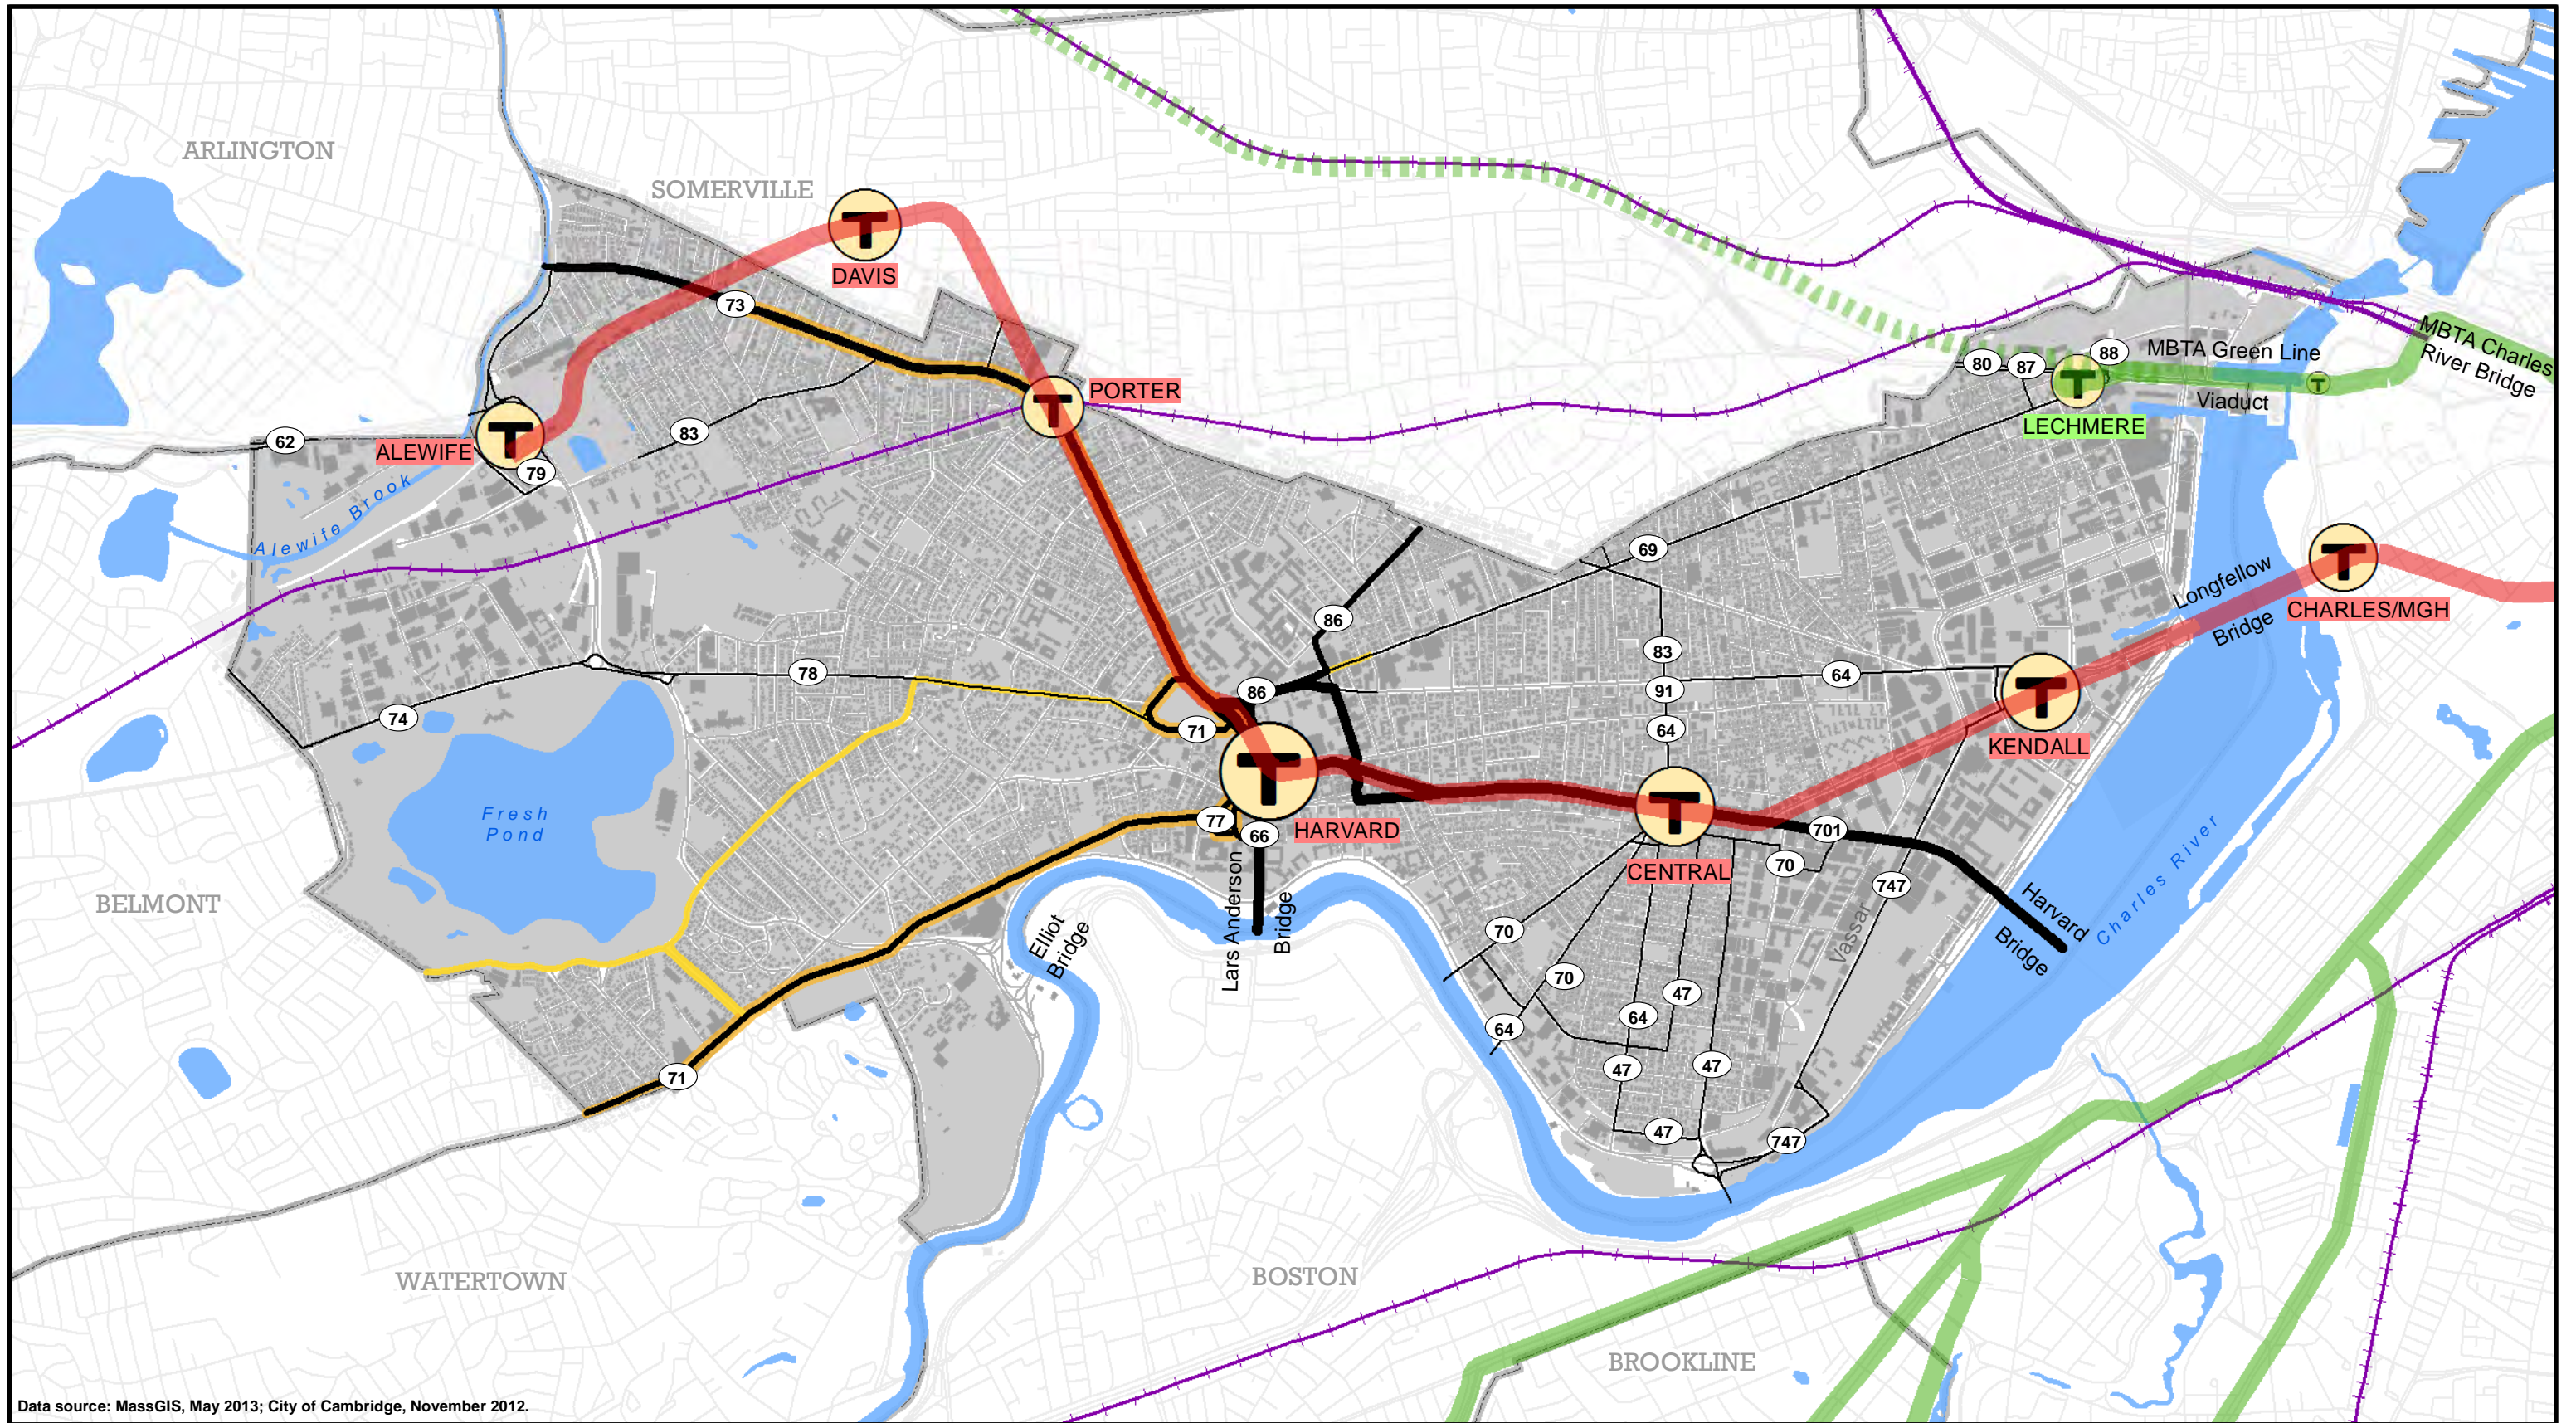 ARLINGTON
SOMERVILLE
T
DAVIS
73
MBTA Charles
River Bridge
88
MBTA Green Line
80
87
T
T
Viaduct
LECHMERE
PORTER
T
62
83
T
ALEWIFE
79
Alewife Brook
69
T
Longfellow
Bridge
CHARLES/MGH
86
83
78
64
86
91
T
74
71
64
KENDALL
T
Fresh
Pond
77
66
HARVARD
T
701
70
CENTRAL
747
Lars Anderson
Bridge
Harvard
Bridge
Charles River
BELMONT
Elliot
Bridge
Vassar
70
70
47
64
64
71
47
47
47
747
WATERTOWN
BOSTON
BROOKLINE
Data source: MassGIS, May 2013; City of Cambridge, November 2012.